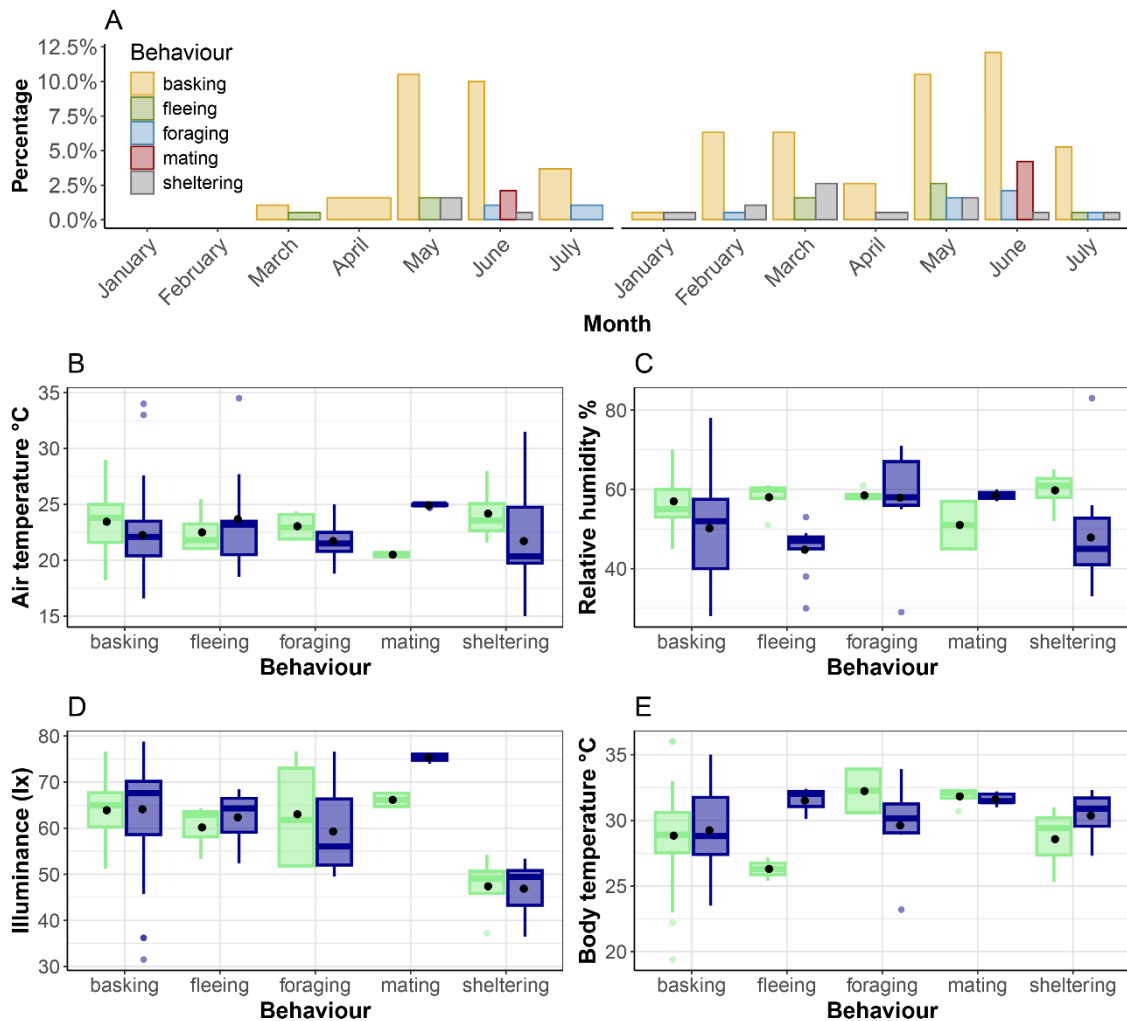 A
Percentage
12.5%
10.0%
7.5%
5.0%
2.5%
0.0%
Behaviour
basking
fleeing
foraging
mating
sheltering
January February March April May June July January February March April May June July
Month
B
Air temperature °C
35
30
25
20
15
basking fleeing foraging mating sheltering
Behaviour
C
Relative humidity %
80
60
40
basking fleeing foraging mating sheltering
Behaviour
D
Illuminance (lx)
80
70
60
50
40
30
basking fleeing foraging mating sheltering
Behaviour
E
Body temperature °C
35
30
25
20
basking fleeing foraging mating sheltering
Behaviour